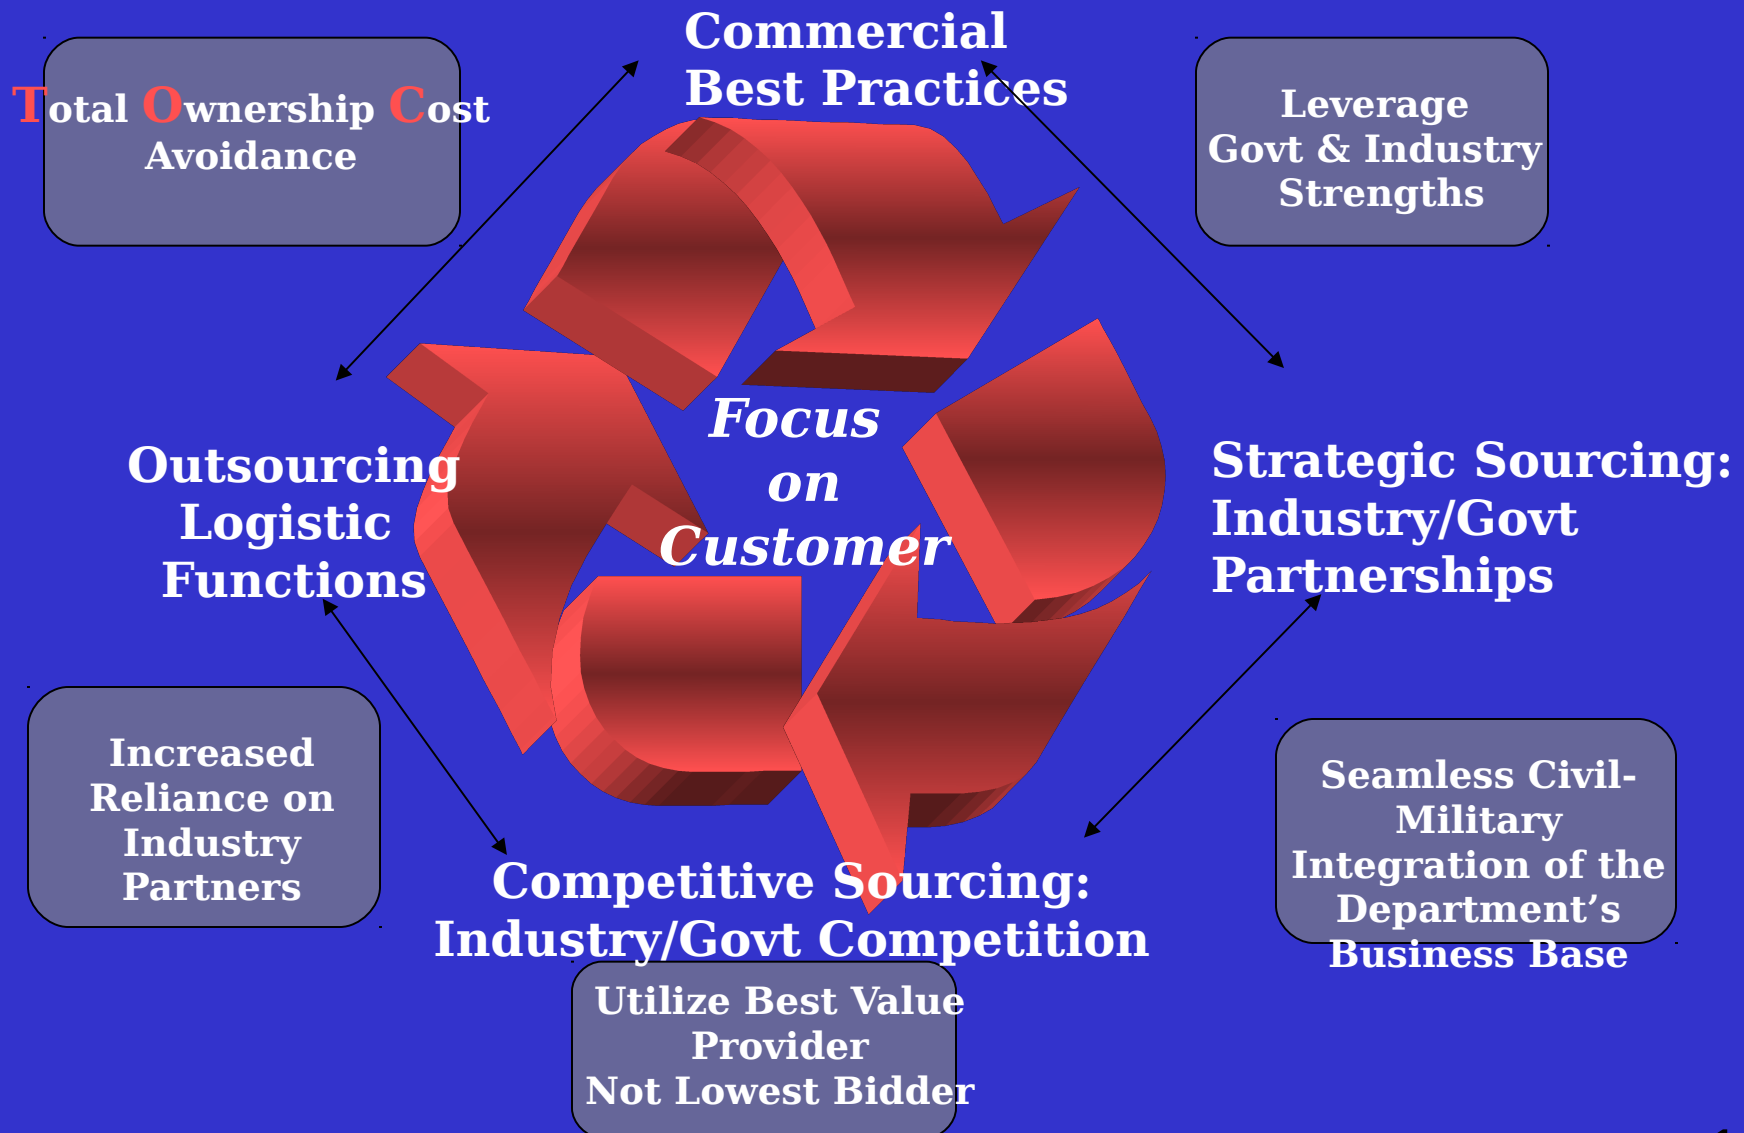 Commercial
Best Practices
Total Ownership Cost
Avoidance
Leverage
Govt & Industry
Strengths
Focus
on
Customer
Outsourcing
Logistic
Functions
Strategic Sourcing:
Industry/Govt
Partnerships
Increased
Reliance on
Industry
Partners
Seamless Civil-
Military
Integration of the
Department’s
Business Base
Competitive Sourcing:
Industry/Govt Competition
Utilize Best Value
Provider
Not Lowest Bidder